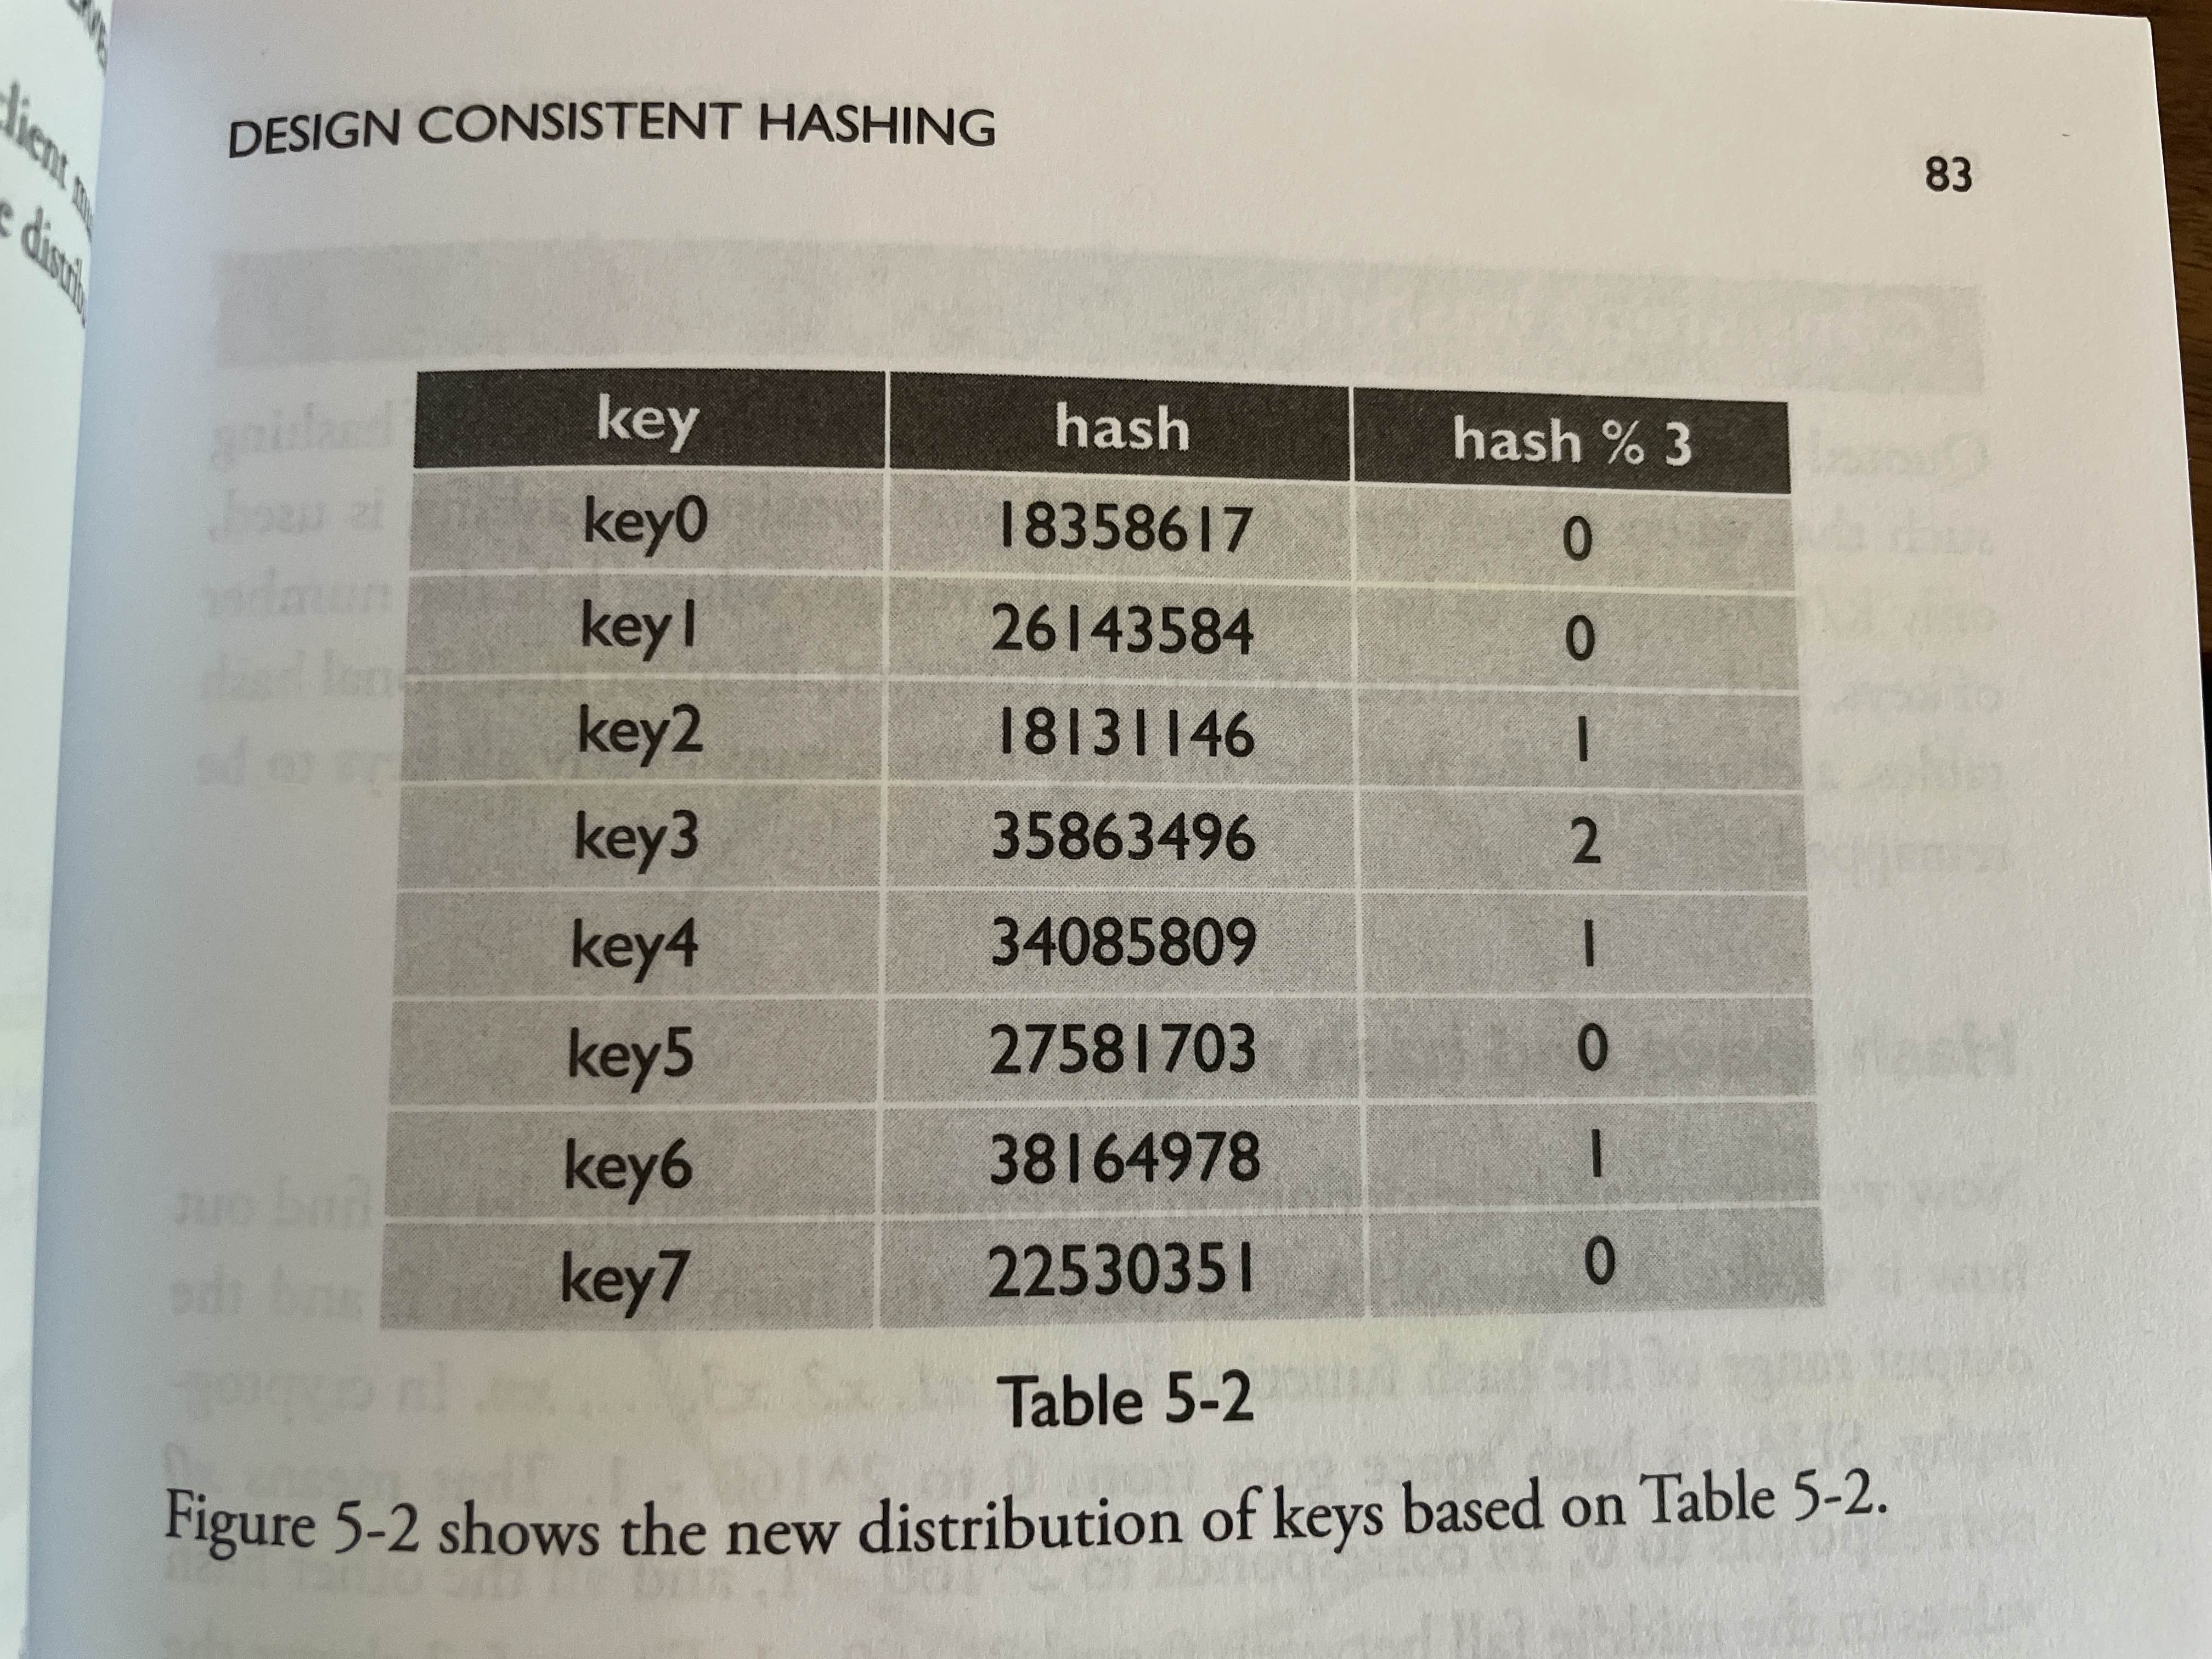 DESIGN CONSISTENT HASHING
83
key hash hash % 3
key0 18358617 0
key1 26143584 0
key2 18131146 1
key3 35863496 2
key4 34085809 1
key5 27581703 0
key6 38164978 1
key7 22530351 0
Table 5-2
Figure 5-2 shows the new distribution of keys based on Table 5-2.
client